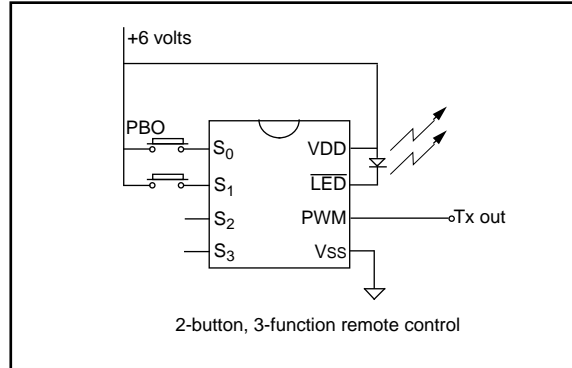 +6 volts
PBO
S0 VDD
S1 LED
S2 PWM Tx out
S3 VSS
2-button, 3-function remote control